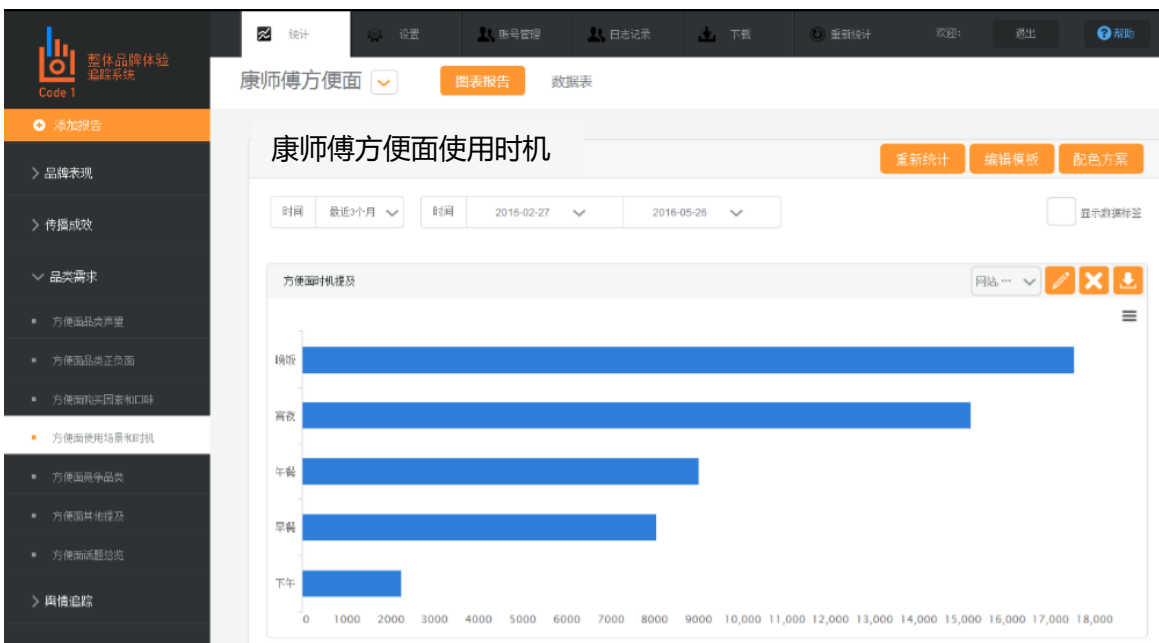 统计
设置
账号管理
日志记录
下载
重新统计
欢迎:
退出
帮助
整体品牌体验
追踪系统
Code 1
康师傅方便面
图表报告
数据表
添加报告
品牌表现
传播成效
品类需求
方便面品类声量
方便面品类正负面
方便面购买因素和口味
方便面使用场景和时机
方便面竞争品类
方便面其他提及
方便面话题总览
舆情追踪
康师傅方便面使用时机
重新统计
编辑模板
配色方案
时间 最近3个月
时间 2016-02-27 2016-05-26
显示数据标签
方便面时机提及
网站...
晚饭
宵夜
午餐
早餐
下午
0 1000 2000 3000 4000 5000 6000 7000 8000 9000 10,000 11,000 12,000 13,000 14,000 15,000 16,000 17,000 18,000